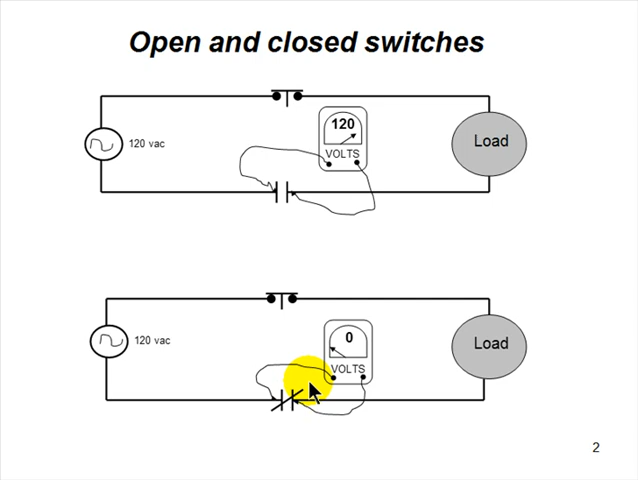 Open and closed switches
120
VOLTS
120 vac
Load
0
VOLTS
120 vac
Load
2